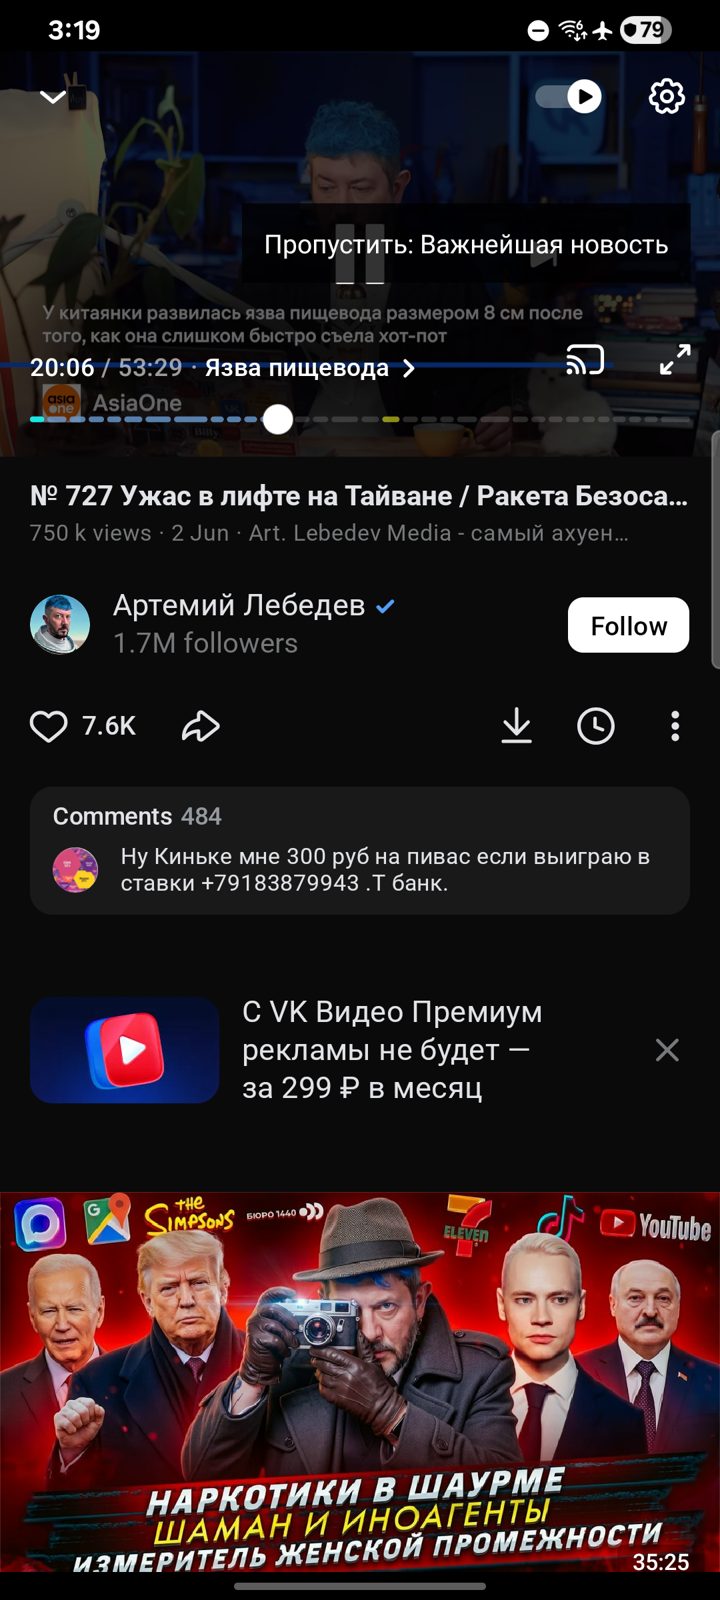 3:19
79
Пропустить: Важнейшая новость
У китаянки развилась язва пищевода размером 8 см после
того, как она слишком быстро съела хот-пот
20:06 / 53:29 · Язва пищевода
asia
one
AsiaOne
№ 727 Ужас в лифте на Тайване / Ракета Безоса...
750 k views · 2 Jun · Art. Lebedev Media - самый ахуен...
Артемий Лебедев
1.7M followers
Follow
7.6K
Comments 484
Ну Киньке мне 300 руб на пивас если выиграю в
ставки +79183879943 .Т банк.
С VK Видео Премиум
рекламы не будет —
за 299 ₽ в месяц
G
THE
SIMPSONS
БЮРО 1440
7
ELEVEN
YouTube
НАРКОТИКИ В ШАУРМЕ
ШАМАН И ИНОАГЕНТЫ
ИЗМЕРИТЕЛЬ ЖЕНСКОЙ ПРОМЕЖНОСТИ
35:25